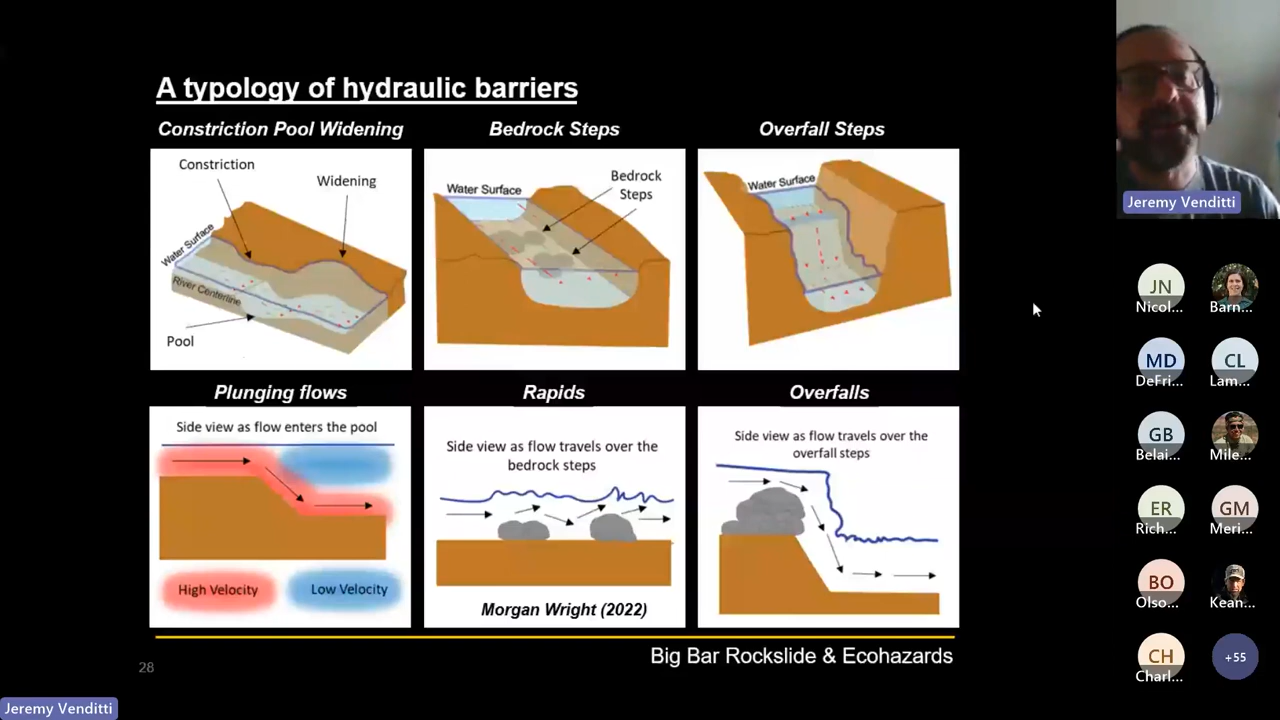 A typology of hydraulic barriers
Constriction Pool Widening
Bedrock Steps
Overfall Steps
Constriction
Widening
Water Surface
River Centerline
Pool
Water Surface
Bedrock
Steps
Water Surface
Plunging flows
Rapids
Overfalls
Side view as flow enters the pool
High Velocity
Low Velocity
Side view as flow travels over the
bedrock steps
Morgan Wright (2022)
Side view as flow travels over the
overfall steps
Big Bar Rockslide & Ecohazards
28
Jeremy Venditti
JN
Nicol...
Barn...
MD
DeFri...
CL
Lam...
GB
Belai...
Mile...
ER
Rich...
GM
Meri...
BO
Olso...
Kean...
CH
Charl...
+55
Jeremy Venditti